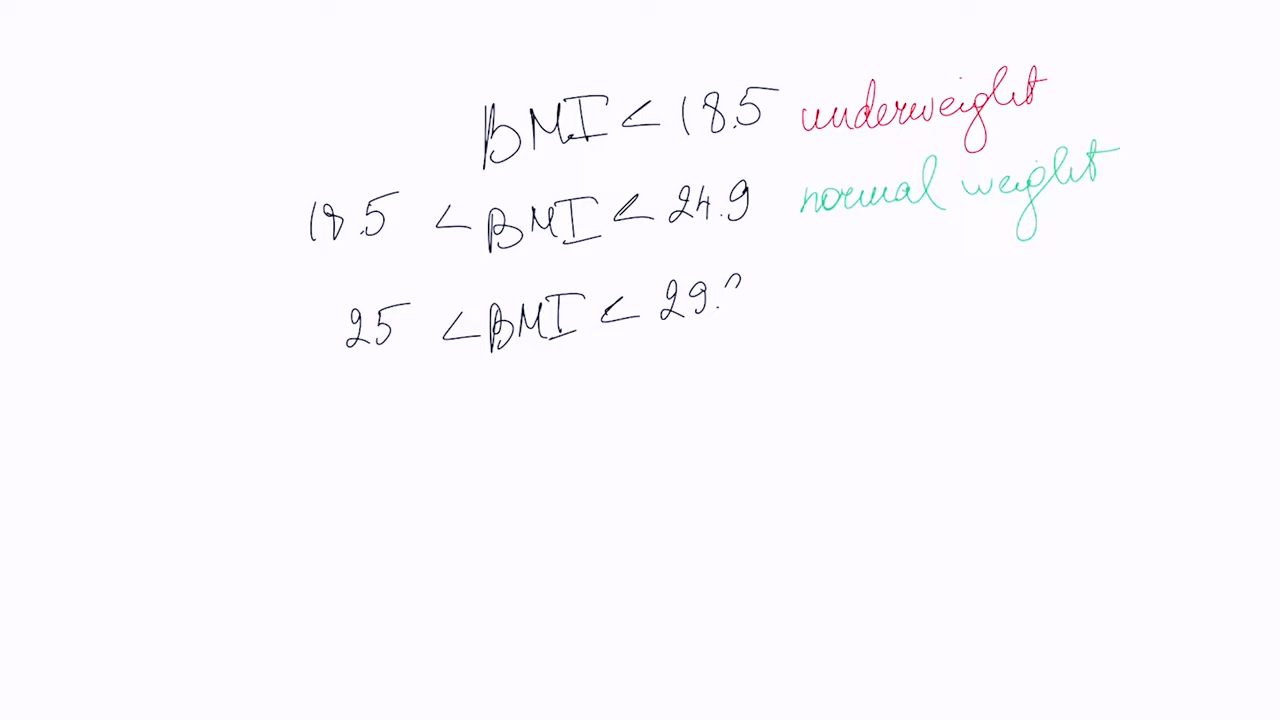 BMI < 18.5 underweight
18.5 < BMI < 24.9 normal weight
25 < BMI < 29.